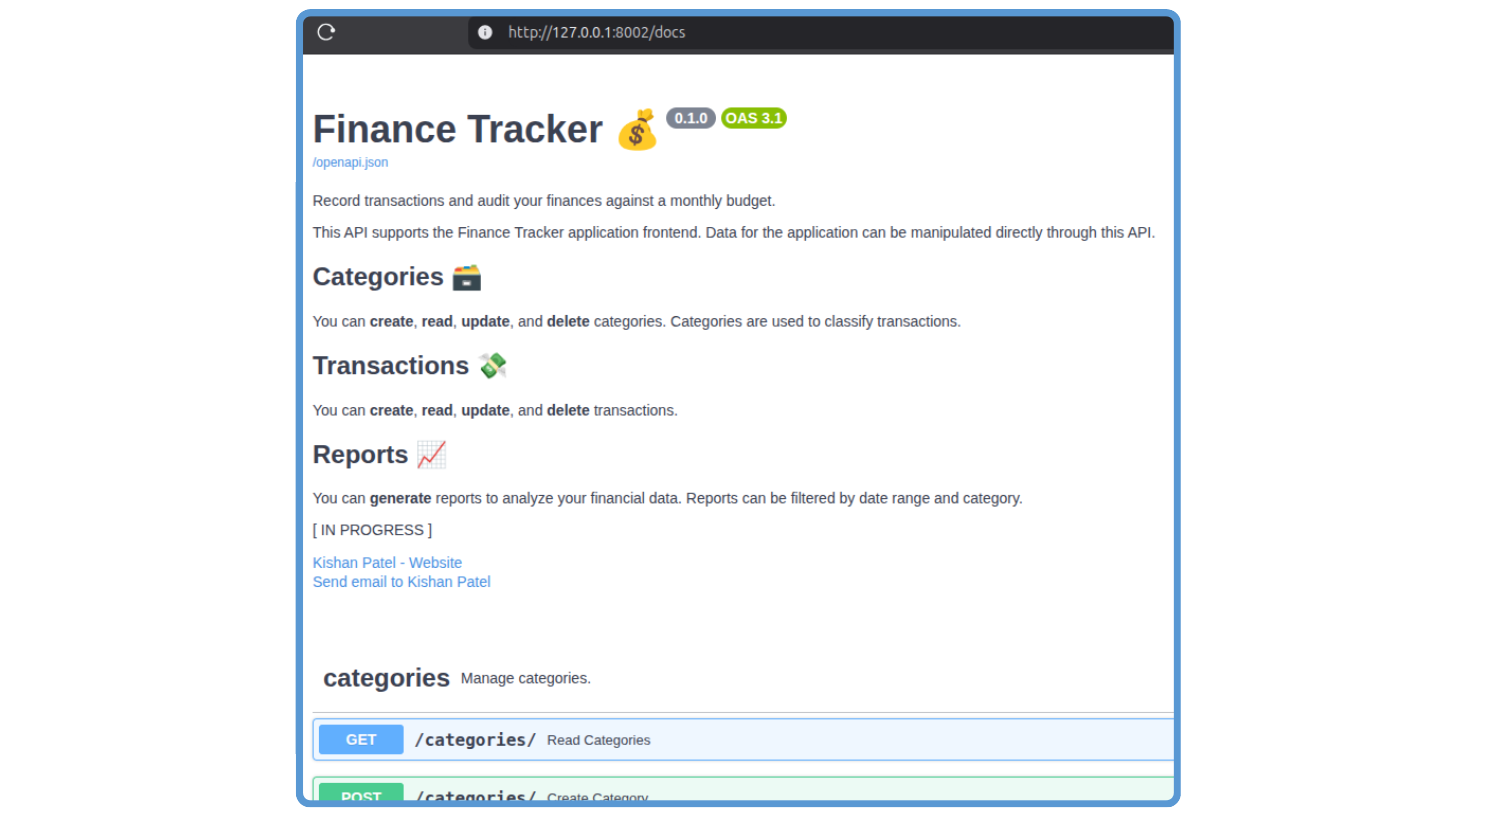 http://127.0.0.1:8002/docs
Finance Tracker 💰 0.1.0 OAS 3.1
/openapi.json
Record transactions and audit your finances against a monthly budget.
This API supports the Finance Tracker application frontend. Data for the application can be manipulated directly through this API.
Categories 🗃️
You can create, read, update, and delete categories. Categories are used to classify transactions.
Transactions 💸
You can create, read, update, and delete transactions.
Reports 📈
You can generate reports to analyze your financial data. Reports can be filtered by date range and category.
[ IN PROGRESS ]
Kishan Patel - Website
Send email to Kishan Patel
categories Manage categories.
GET /categories/ Read Categories
POST /categories/ Create Category